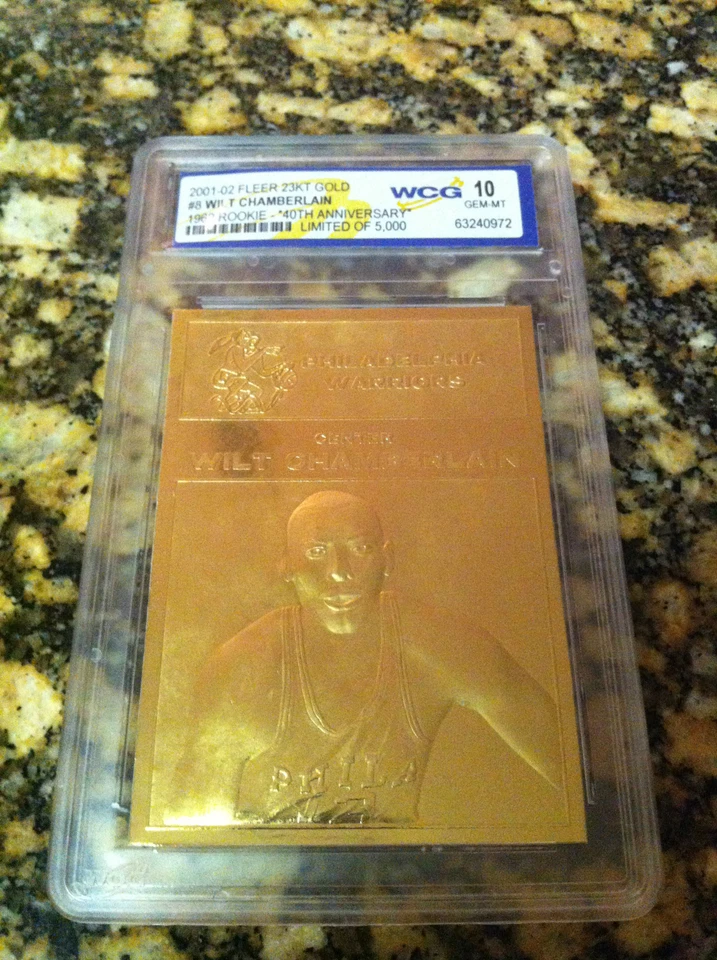 2001-02 FLEER 23KT GOLD
#8 WILT CHAMBERLAIN
ROOKIE - "40TH ANNIVERSARY"
LIMITED OF 5,000
WCG 10
GEM-MT
63240972
PHILADELPHIA
WARRIORS
CENTER
WILT CHAMBERLAIN
PHILA